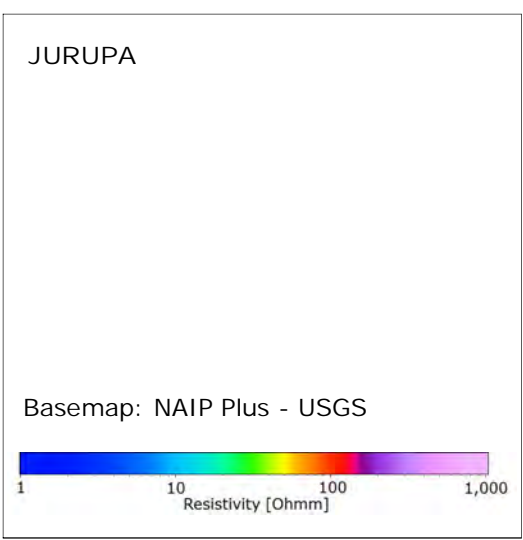 JURUPA
Basemap: NAIP Plus - USGS
1 10 100 1,000
Resistivity [Ohmm]